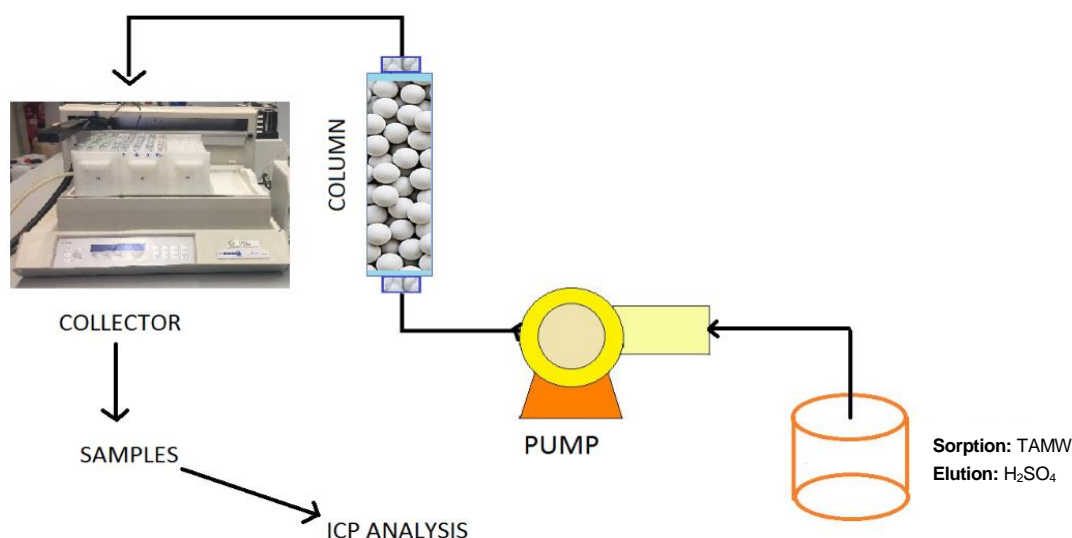 COLUMN
COLLECTOR
SAMPLES
ICP ANALYSIS
PUMP
Sorption: TAMW
Elution: H₂SO₄